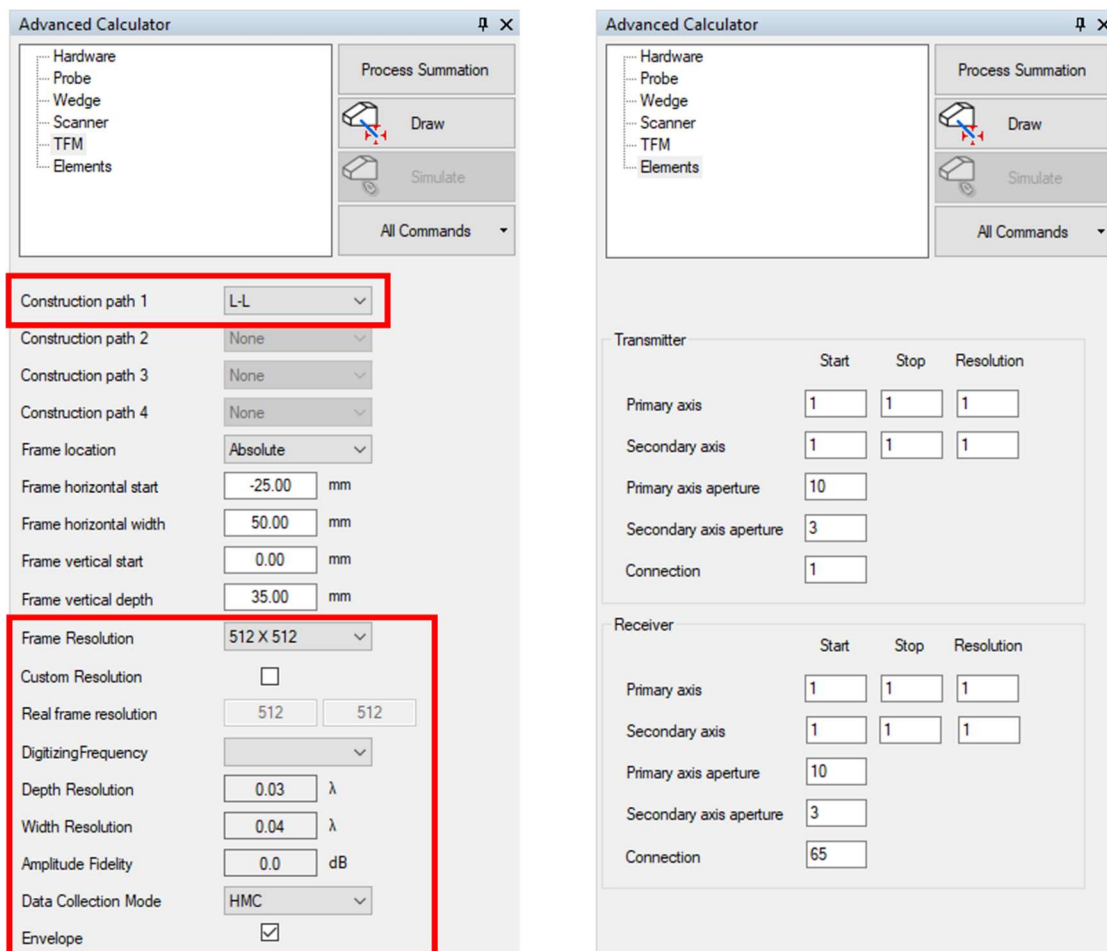 Advanced Calculator
Hardware
Probe
Wedge
Scanner
TFM
Elements
Process Summation
Draw
Simulate
All Commands
Construction path 1 L-L
Construction path 2 None
Construction path 3 None
Construction path 4 None
Frame location Absolute
Frame horizontal start -25.00 mm
Frame horizontal width 50.00 mm
Frame vertical start 0.00 mm
Frame vertical depth 35.00 mm
Frame Resolution 512 X 512
Custom Resolution
Real frame resolution 512 512
DigitizingFrequency
Depth Resolution 0.03 λ
Width Resolution 0.04 λ
Amplitude Fidelity 0.0 dB
Data Collection Mode HMC
Envelope
Advanced Calculator
Hardware
Probe
Wedge
Scanner
TFM
Elements
Process Summation
Draw
Simulate
All Commands
Transmitter
Start Stop Resolution
Primary axis 1 1 1
Secondary axis 1 1 1
Primary axis aperture 10
Secondary axis aperture 3
Connection 1
Receiver
Start Stop Resolution
Primary axis 1 1 1
Secondary axis 1 1 1
Primary axis aperture 10
Secondary axis aperture 3
Connection 65